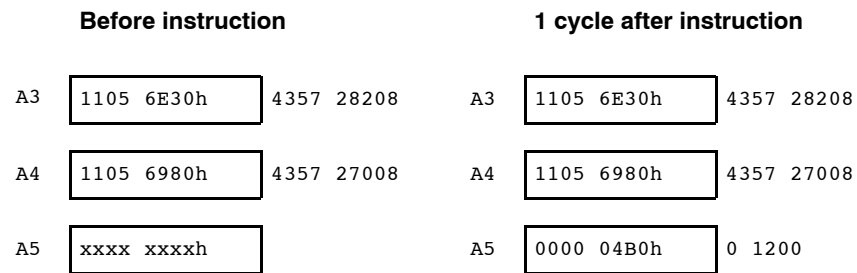 Before instruction 1 cycle after instruction
A3 1105 6E30h 4357 28208 A3 1105 6E30h 4357 28208
A4 1105 6980h 4357 27008 A4 1105 6980h 4357 27008
A5 xxxx xxxxh A5 0000 04B0h 0 1200